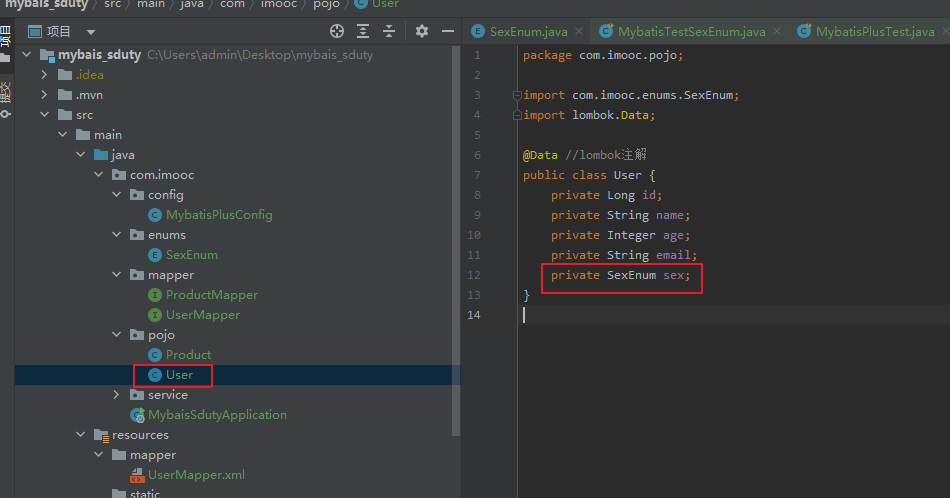 mybais_sduty > src > main > java > com > imooc > pojo > User
项目
mybais_sduty C:\Users\admin\Desktop\mybais_sduty
.idea
.mvn
src
main
java
com.imooc
config
MybatisPlusConfig
enums
SexEnum
mapper
ProductMapper
UserMapper
pojo
Product
User
service
MybaisSdutyApplication
resources
mapper
UserMapper.xml
static
项目
提交
SexEnum.java
MybatisTestSexEnum.java
MybatisPlusTest.java
1 package com.imooc.pojo;
2
3 import com.imooc.enums.SexEnum;
4 import lombok.Data;
5
6 @Data //lombok注解
7 public class User {
8 private Long id;
9 private String name;
10 private Integer age;
11 private String email;
12 private SexEnum sex;
13 }
14